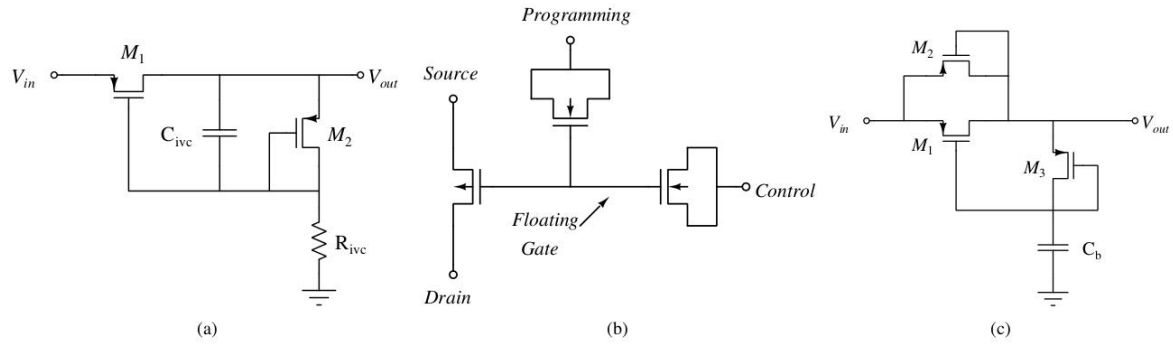 M1
Vin
Vout
Civc
M2
Rivc
(a)
Programming
Source
Control
Floating
Gate
Drain
(b)
M2
Vin
Vout
M1
M3
Cb
(c)